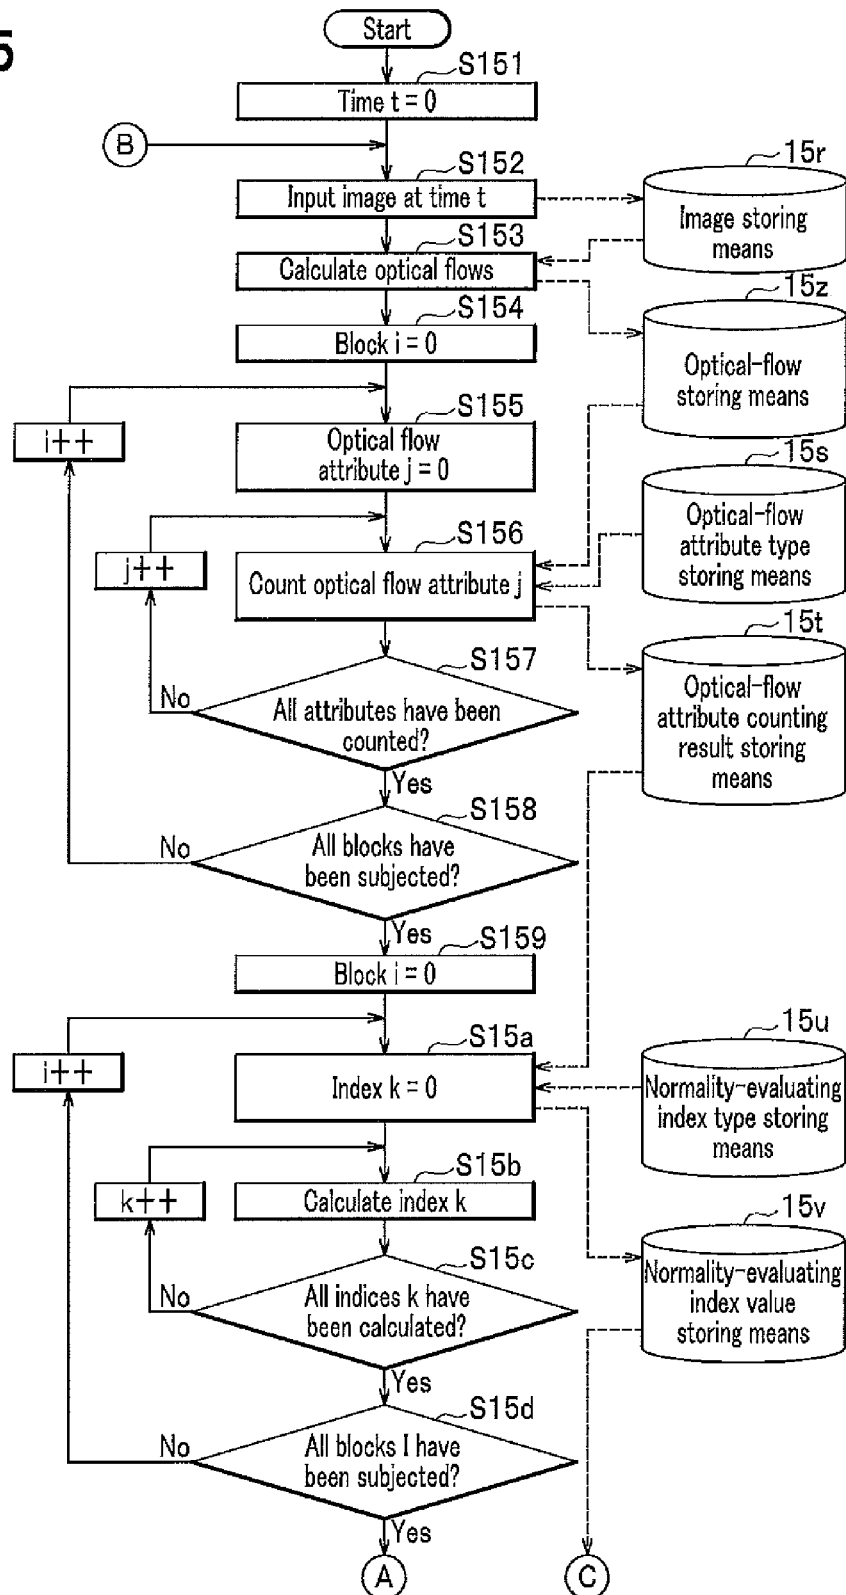 5
Start
S151
Time t = 0
B
S152
Input image at time t
15r
Image storing
means
S153
Calculate optical flows
15z
Optical-flow
storing means
S154
Block i = 0
i++
S155
Optical flow
attribute j = 0
15s
Optical-flow
attribute type
storing means
j++
S156
Count optical flow attribute j
15t
Optical-flow
attribute counting
result storing
means
S157
No
All attributes have been
counted?
Yes
S158
No
All blocks have
been subjected?
Yes
S159
Block i = 0
i++
S15a
Index k = 0
15u
Normality-evaluating
index type storing
means
k++
S15b
Calculate index k
15v
Normality-evaluating
index value
storing means
S15c
No
All indices k have
been calculated?
Yes
S15d
No
All blocks I have
been subjected?
Yes
A
C